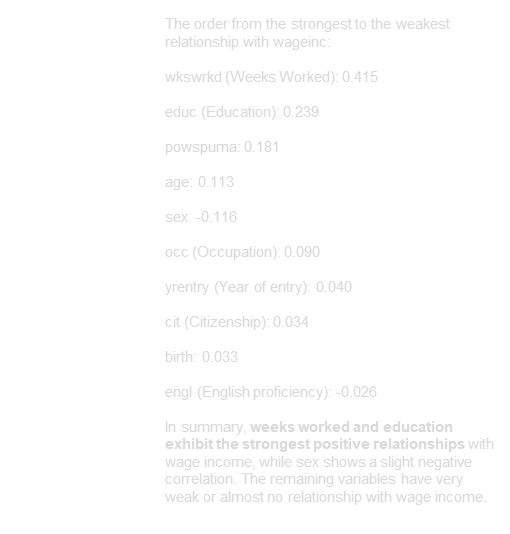 The order from the strongest to the weakest
relationship with wageinc:
wkswrkd (Weeks Worked): 0.415
educ (Education): 0.239
powspuma: 0.181
age: 0.113
sex: -0.116
occ (Occupation): 0.090
yrentry (Year of entry): 0.040
cit (Citizenship): 0.034
birth: 0.033
engl (English proficiency): -0.026
In summary, weeks worked and education
exhibit the strongest positive relationships with
wage income, while sex shows a slight negative
correlation. The remaining variables have very
weak or almost no relationship with wage income.